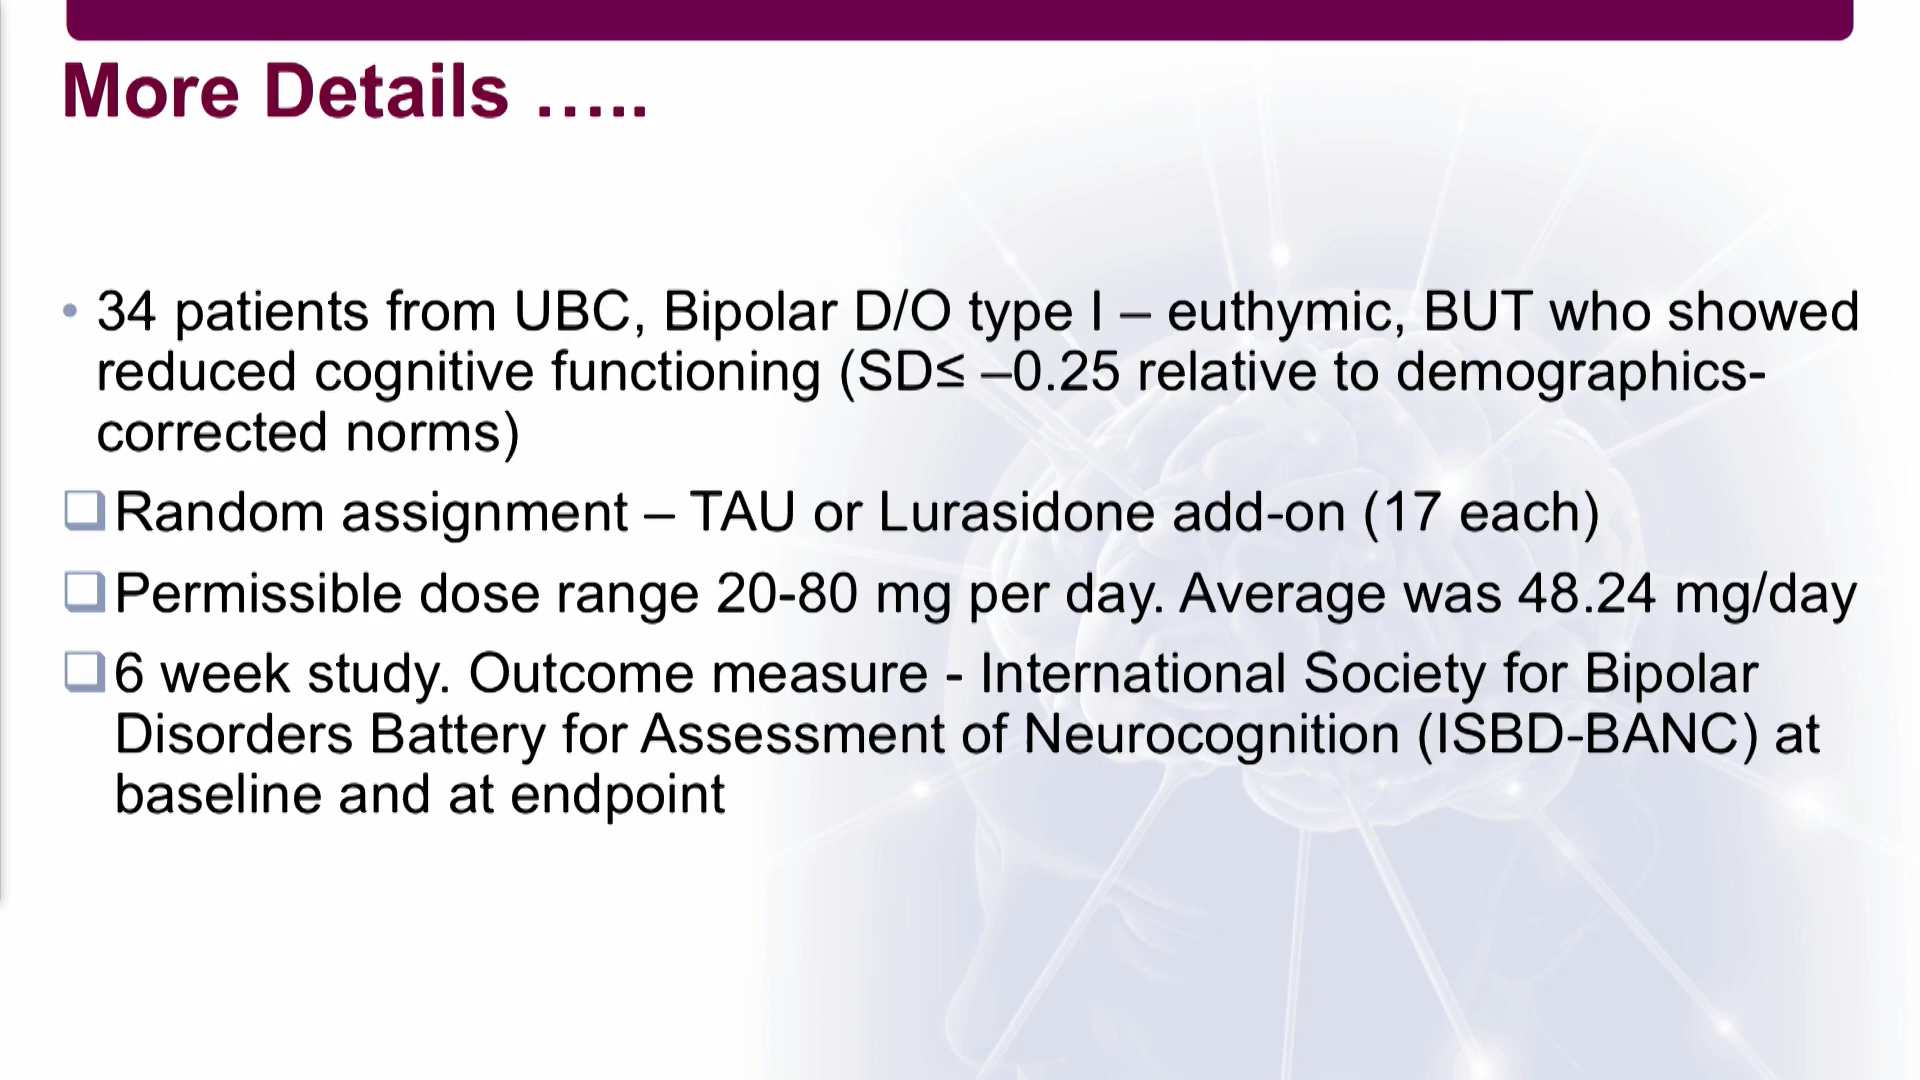 More Details …..
• 34 patients from UBC, Bipolar D/O type I – euthymic, BUT who showed
reduced cognitive functioning (SD≤ –0.25 relative to demographics-
corrected norms)
❑ Random assignment – TAU or Lurasidone add-on (17 each)
❑ Permissible dose range 20-80 mg per day. Average was 48.24 mg/day
❑ 6 week study. Outcome measure - International Society for Bipolar
Disorders Battery for Assessment of Neurocognition (ISBD-BANC) at
baseline and at endpoint